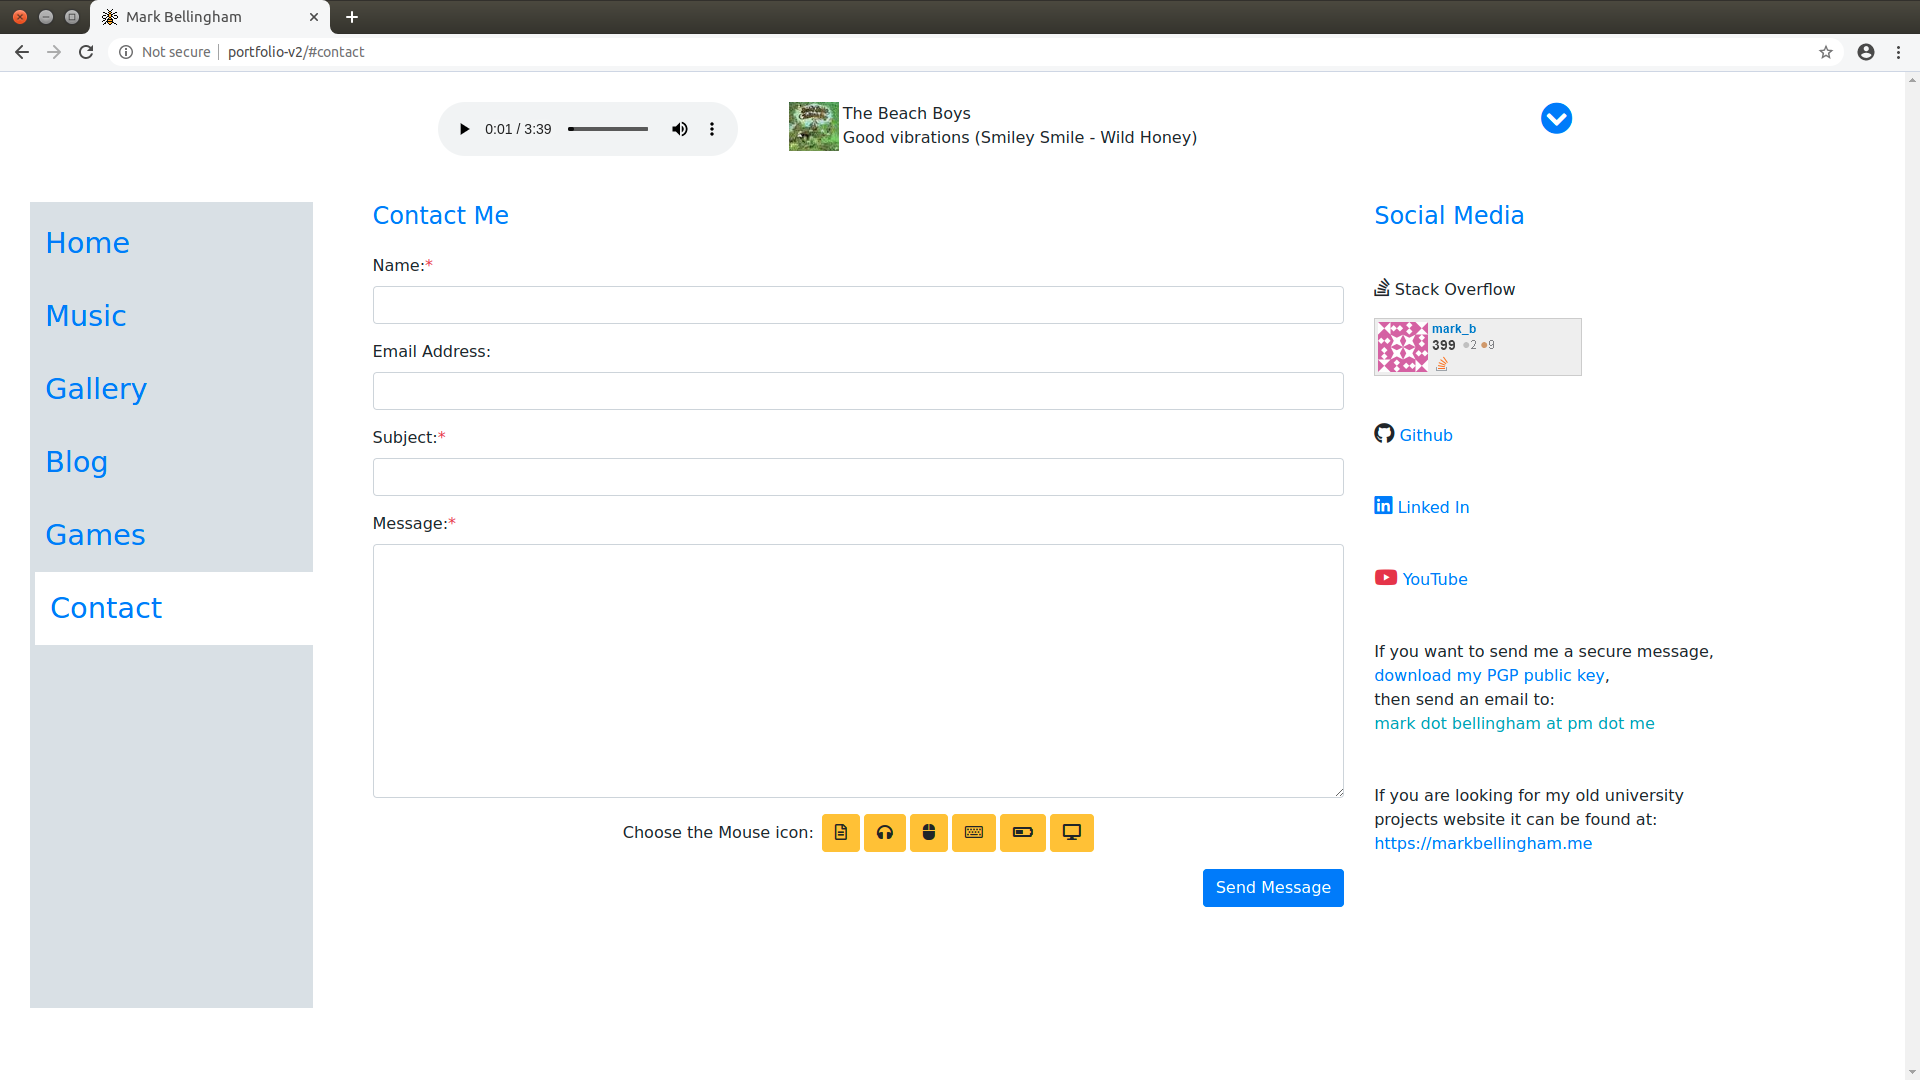 Mark Bellingham
Not secure
portfolio-v2/#contact
0:01 / 3:39
The Beach Boys
Good vibrations (Smiley Smile - Wild Honey)
Home
Music
Gallery
Blog
Games
Contact
Contact Me
Name:*
Email Address:
Subject:*
Message:*
Choose the Mouse icon:
Send Message
Social Media
Stack Overflow
mark_b
399 2 9
Github
Linked In
YouTube
If you want to send me a secure message,
download my PGP public key,
then send an email to:
mark dot bellingham at pm dot me
If you are looking for my old university
projects website it can be found at:
https://markbellingham.me